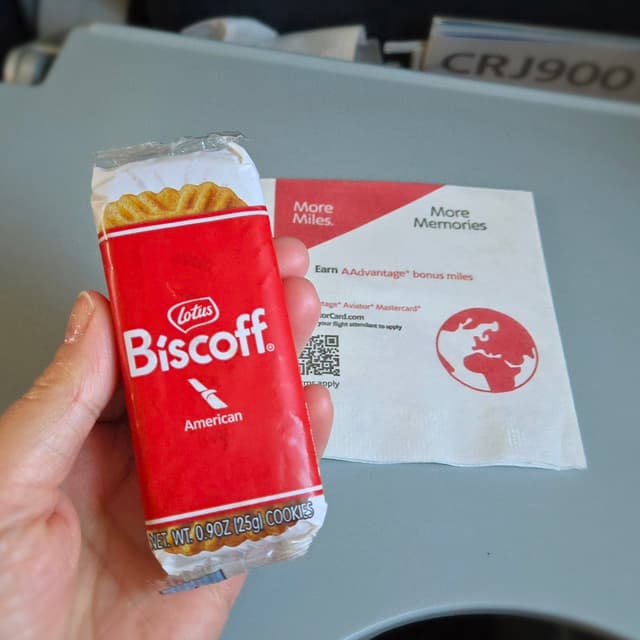 CRJ900
More
Miles.
More
Memories
Earn AAdvantage® bonus miles
Aviator® Mastercard®
your flight attendant to apply
apply
Lotus
Biscoff®
American
NET. WT. 0.9OZ (25g) COOKIES